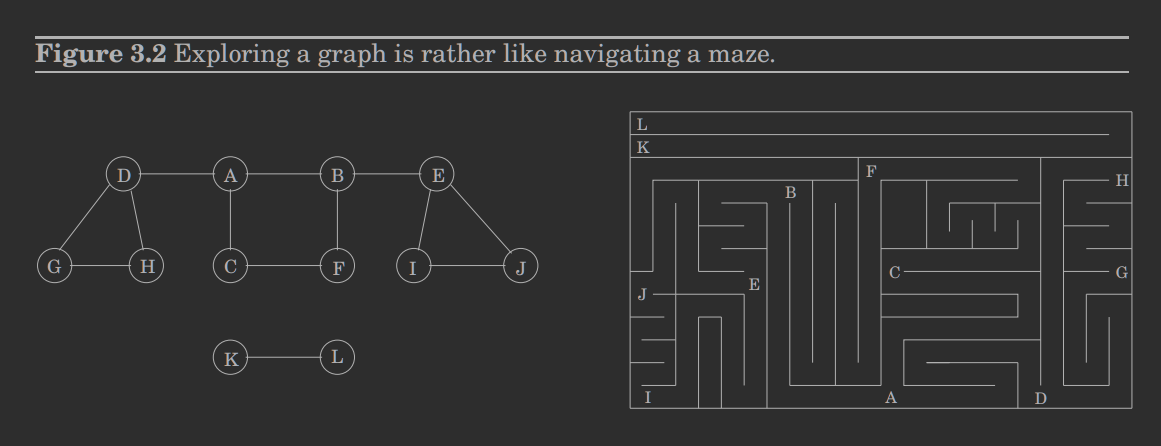 Figure 3.2 Exploring a graph is rather like navigating a maze.
D A B E
G H C F I J
K L
L
K
F
H
B
C
G
E
J
I
A
D